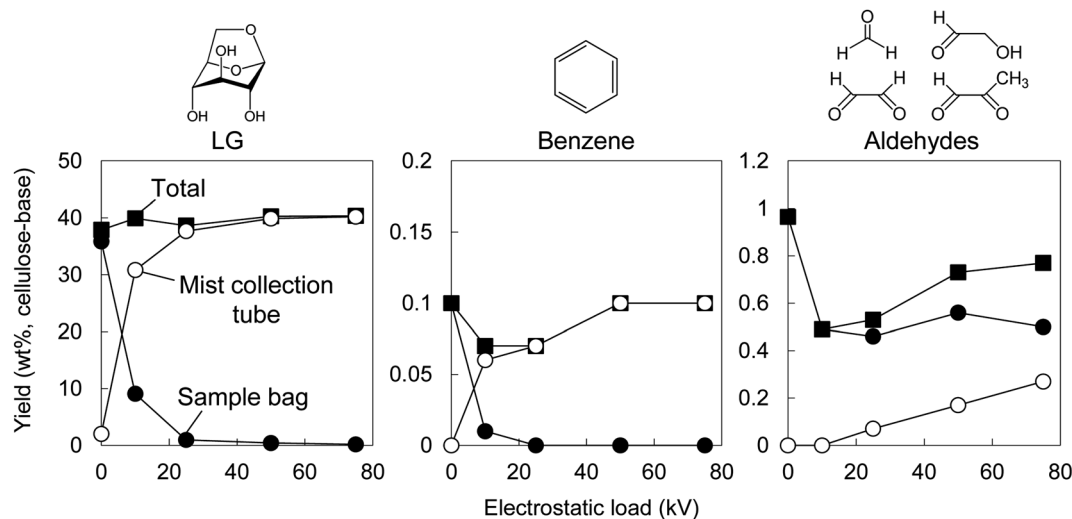 O
OH
O
OH
OH
LG
Benzene
O
H H
H
O
OH
H H
O O
H
O O
CH3
Aldehydes
Yield (wt%, cellulose-base)
50
40
30
20
10
0
Total
Mist collection
tube
Sample bag
0 20 40 60 80
0.2
0.15
0.1
0.05
0
0 20 40 60 80
1.2
1
0.8
0.6
0.4
0.2
0
0 20 40 60 80
Electrostatic load (kV)